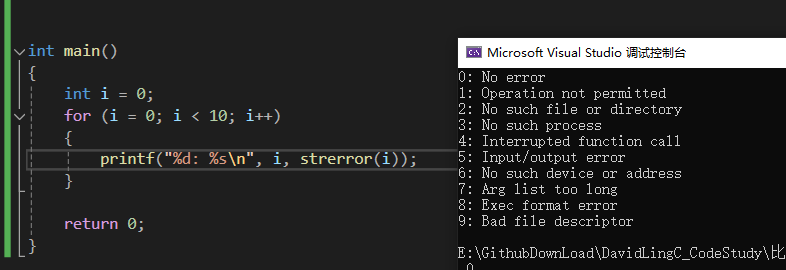 int main()
{
int i = 0;
for (i = 0; i < 10; i++)
{
printf("%d: %s\n", i, strerror(i));
}
return 0;
}
Microsoft Visual Studio 调试控制台
0: No error
1: Operation not permitted
2: No such file or directory
3: No such process
4: Interrupted function call
5: Input/output error
6: No such device or address
7: Arg list too long
8: Exec format error
9: Bad file descriptor
E:\GithubDownLoad\DavidLingC_CodeStudy\比